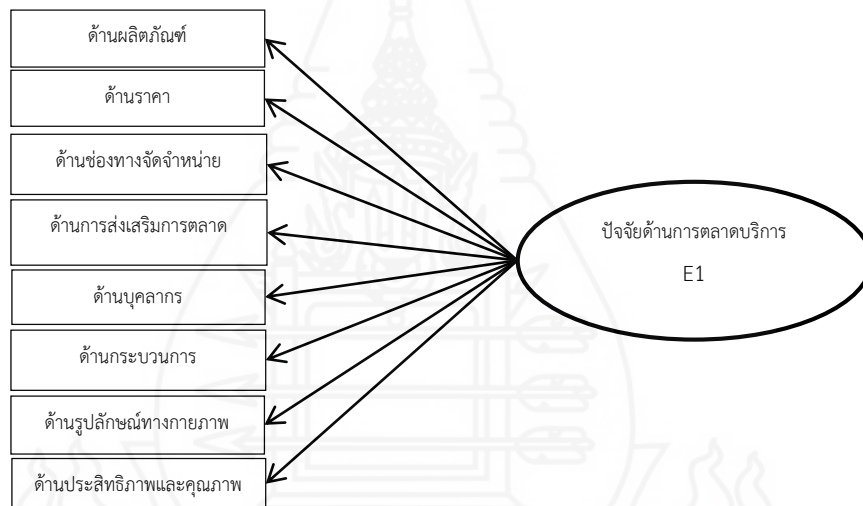 ด้านผลิตภัณฑ์
ด้านราคา
ด้านช่องทางจัดจำหน่าย
ด้านการส่งเสริมการตลาด
ด้านบุคลากร
ด้านกระบวนการ
ด้านรูปลักษณ์ทางกายภาพ
ด้านประสิทธิภาพและคุณภาพ
ปัจจัยด้านการตลาดบริการ
E1